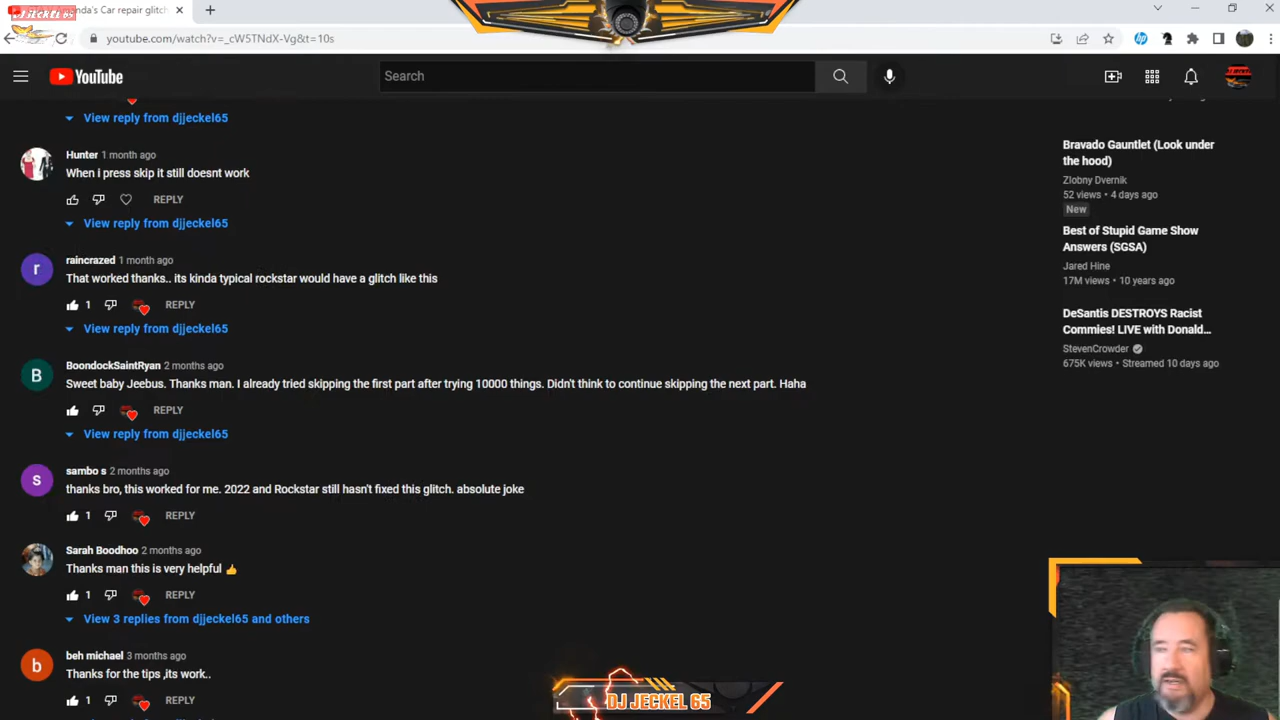 DJ JECKEL 65
nda's Car repair glitch
youtube.com/watch?v=_cW5TNdX-Vg&t=10s
YouTube
Search
View reply from djjeckel65
Hunter 1 month ago
When i press skip it still doesnt work
REPLY
View reply from djjeckel65
r
raincrazed 1 month ago
That worked thanks.. its kinda typical rockstar would have a glitch like this
1 REPLY
View reply from djjeckel65
B
BoondockSaintRyan 2 months ago
Sweet baby Jeebus. Thanks man. I already tried skipping the first part after trying 10000 things. Didn't think to continue skipping the next part. Haha
REPLY
View reply from djjeckel65
s
sambo s 2 months ago
thanks bro, this worked for me. 2022 and Rockstar still hasn't fixed this glitch. absolute joke
1 REPLY
Sarah Boodhoo 2 months ago
Thanks man this is very helpful 👍
1 REPLY
View 3 replies from djjeckel65 and others
b
beh michael 3 months ago
Thanks for the tips ,its work..
1 REPLY
Bravado Gauntlet (Look under
the hood)
Zlobny Dvernik
52 views • 4 days ago
New
Best of Stupid Game Show
Answers (SGSA)
Jared Hine
17M views • 10 years ago
DeSantis DESTROYS Racist
Commies! LIVE with Donald...
StevenCrowder
675K views • Streamed 10 days ago
DJ JECKEL 65